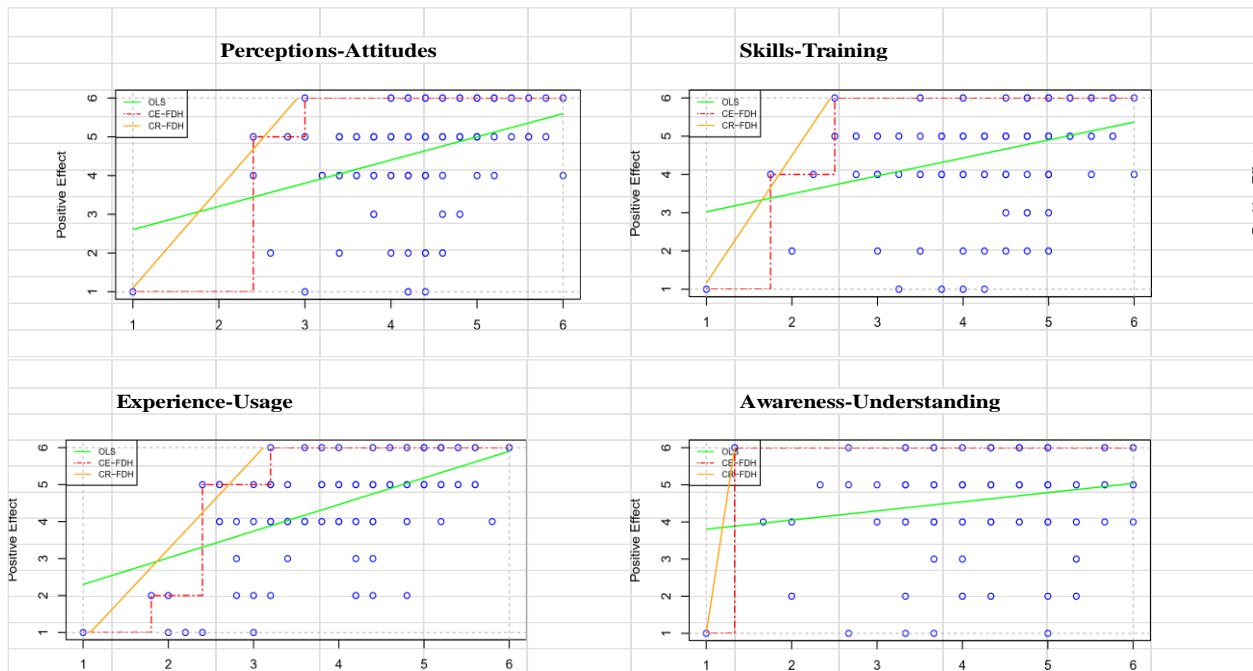 Perceptions-Attitudes
Skills-Training
OLS
CE-FDH
CR-FDH
Positive Effect
1 2 3 4 5 6
1 2 3 4 5 6
OLS
CE-FDH
CR-FDH
Positive Effect
1 2 3 4 5 6
1 2 3 4 5 6
Experience-Usage
Awareness-Understanding
OLS
CE-FDH
CR-FDH
Positive Effect
1 2 3 4 5 6
1 2 3 4 5 6
OLS
CE-FDH
CR-FDH
Positive Effect
1 2 3 4 5 6
1 2 3 4 5 6